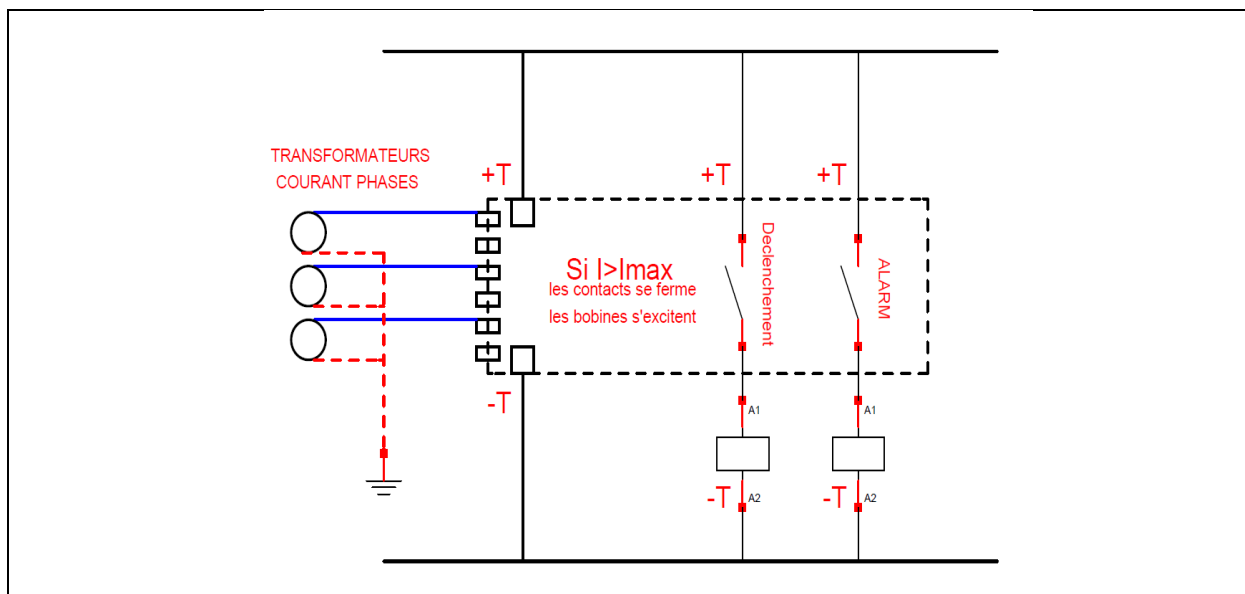 TRANSFORMATEURS
COURANT PHASES
+T
+T
+T
Si I>Imax
les contacts se ferme
les bobines s'excitent
Declenchement
ALARM
-T
A1
A1
-T
A2
-T
A2